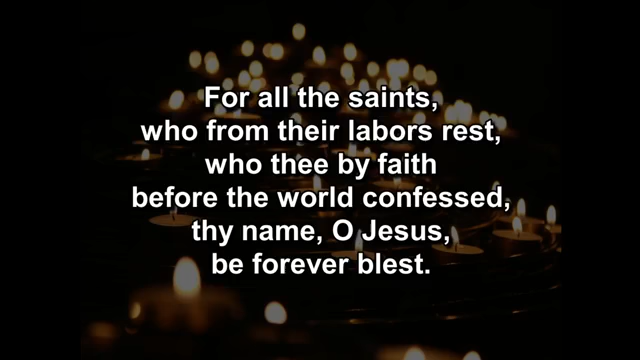 For all the saints,
who from their labors rest,
who thee by faith
before the world confessed,
thy name, O Jesus,
be forever blest.